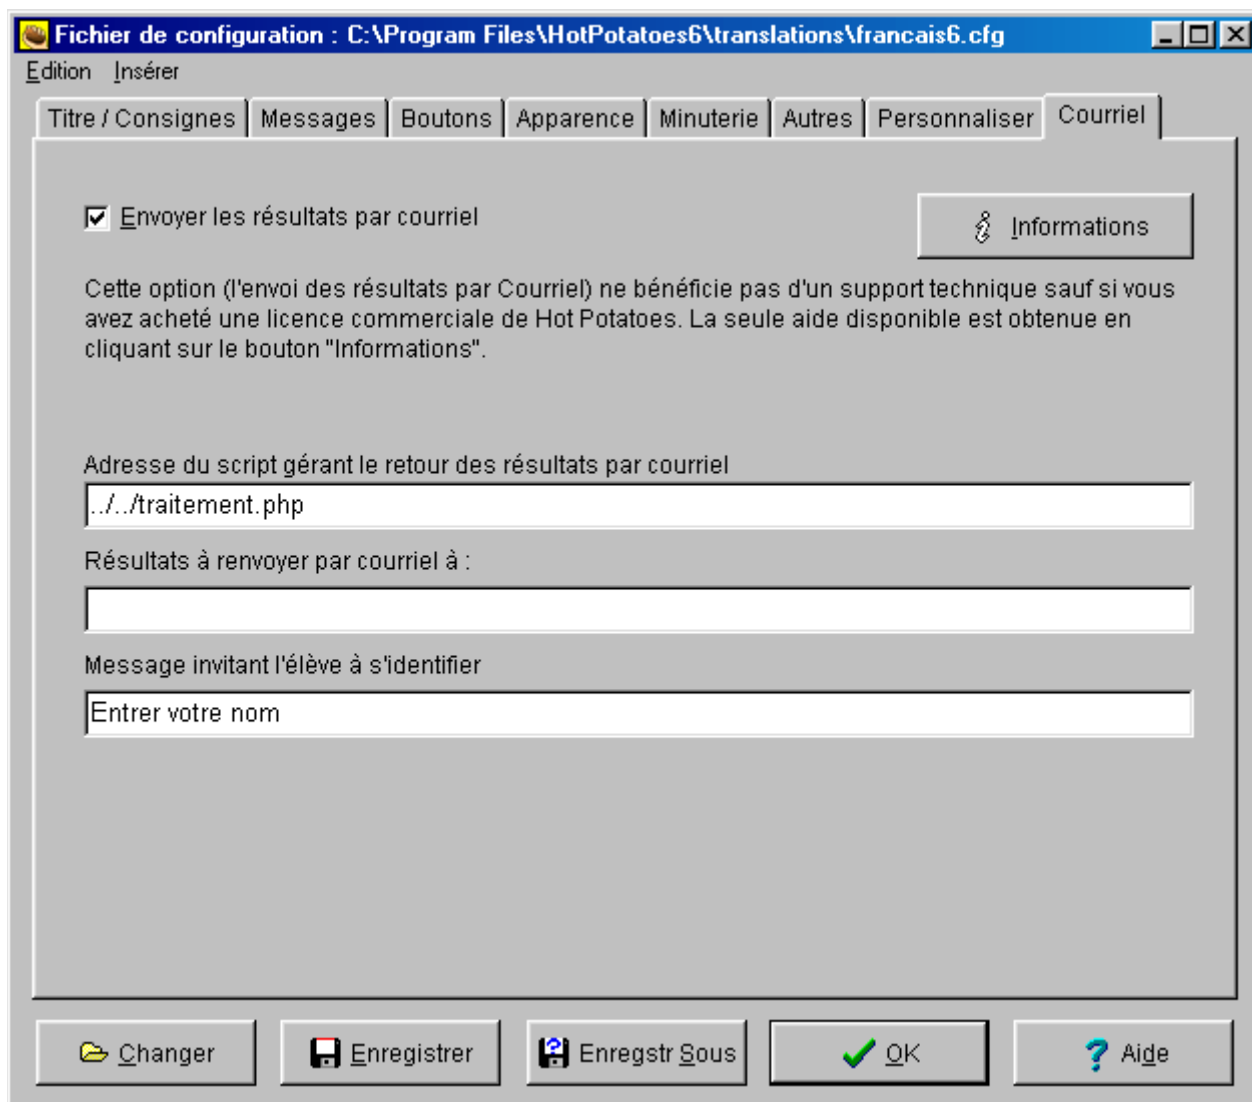 Fichier de configuration : C:\Program Files\HotPotatoes6\translations\francais6.cfg
Edition Insérer
Titre / Consignes Messages Boutons Apparence Minuterie Autres Personnaliser Courriel
Envoyer les résultats par courriel
Informations
Cette option (l'envoi des résultats par Courriel) ne bénéficie pas d'un support technique sauf si vous
avez acheté une licence commerciale de Hot Potatoes. La seule aide disponible est obtenue en
cliquant sur le bouton "Informations".
Adresse du script gérant le retour des résultats par courriel
../../traitement.php
Résultats à renvoyer par courriel à :
Message invitant l'élève à s'identifier
Entrer votre nom
Changer Enregistrer Enregstr Sous OK Aide